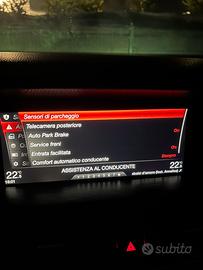 Sensori di parcheggio
Telecamera posteriore
Auto Park Brake
On
Service freni
Entrata facilitata
On
Comfort automatico conducente
Sempre
ASSISTENZA AL CONDUCENTE
22
22
subito